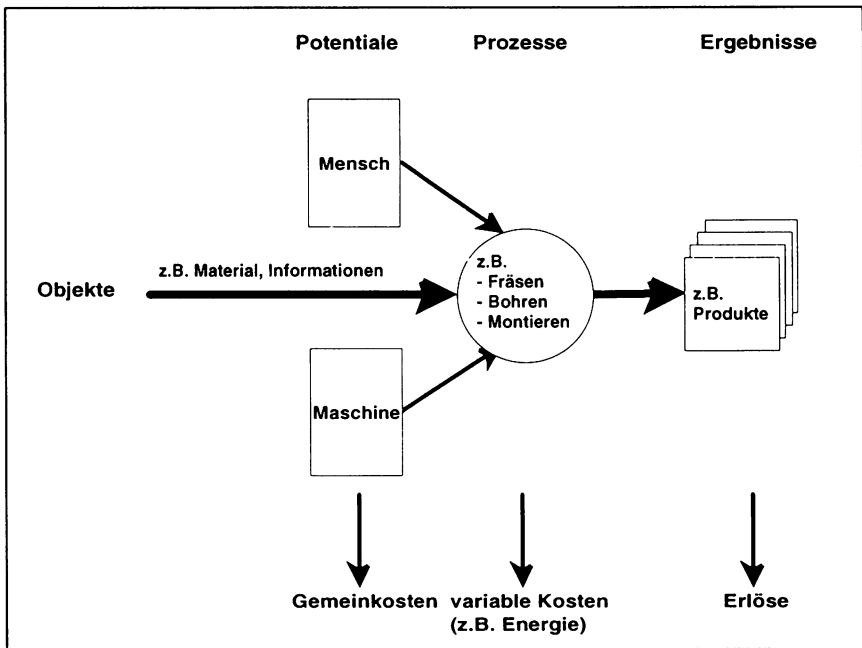 Potentiale Prozesse Ergebnisse
Mensch
z.B. Material, Informationen
Objekte
z.B.
- Fräsen
- Bohren
- Montieren
z.B.
Produkte
Maschine
Gemeinkosten variable Kosten Erlöse
(z.B. Energie)